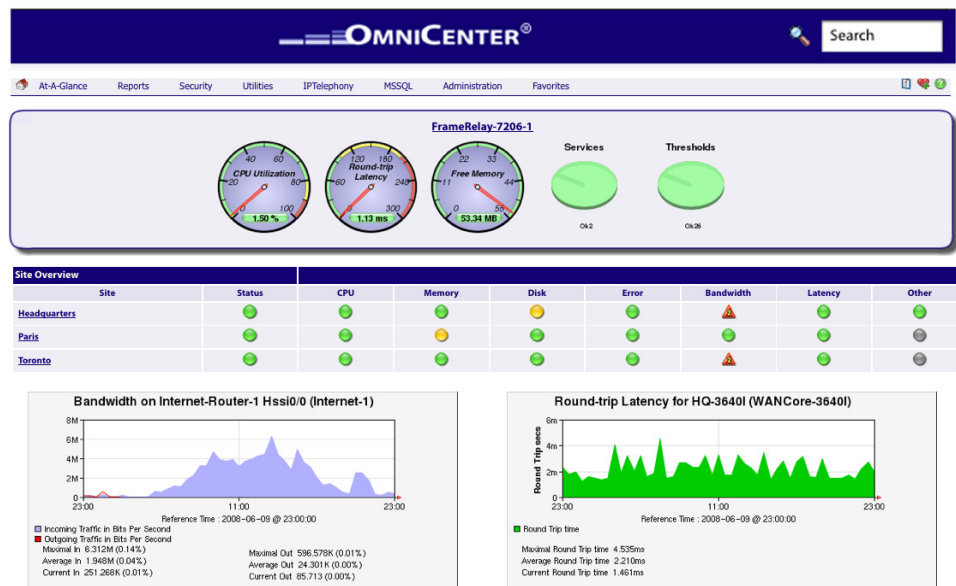 OMNICENTER®
Search
At-A-Glance Reports Security Utilities IPTelephony MSSQL Administration Favorites
FrameRelay-7206-1
Services Thresholds
40 60
20 80
CPU Utilization
0 100
1.50 %
120 180
60 240
Round-trip
Latency
0 300
1.13 ms
22 33
11 44
Free Memory
0 55
53.34 MB
Ok2 Ok26
Site Overview
Site Status CPU Memory Disk Error Bandwidth Latency Other
Headquarters
Paris
Toronto
Bandwidth on Internet-Router-1 Hssi0/0 (Internet-1)
8M
6M
4M
2M
0
23:00 11:00 23:00
Reference Time : 2008-06-09 @ 23:00:00
Incoming Traffic in Bits Per Second
Outgoing Traffic in Bits Per Second
Maximal In 6.312M (0.14%) Maximal Out 596.578K (0.01%)
Average In 1.948M (0.04%) Average Out 24.301K (0.00%)
Current In 251.268K (0.01%) Current Out 85.713 (0.00%)
Round-trip Latency for HQ-3640I (WANCore-3640I)
Round Trip secs
6m
4m
2m
0
23:00 11:00 23:00
Reference Time : 2008-06-09 @ 23:00:00
Round Trip time
Maximal Round Trip time 4.535ms
Average Round Trip time 2.210ms
Current Round Trip time 1.461ms